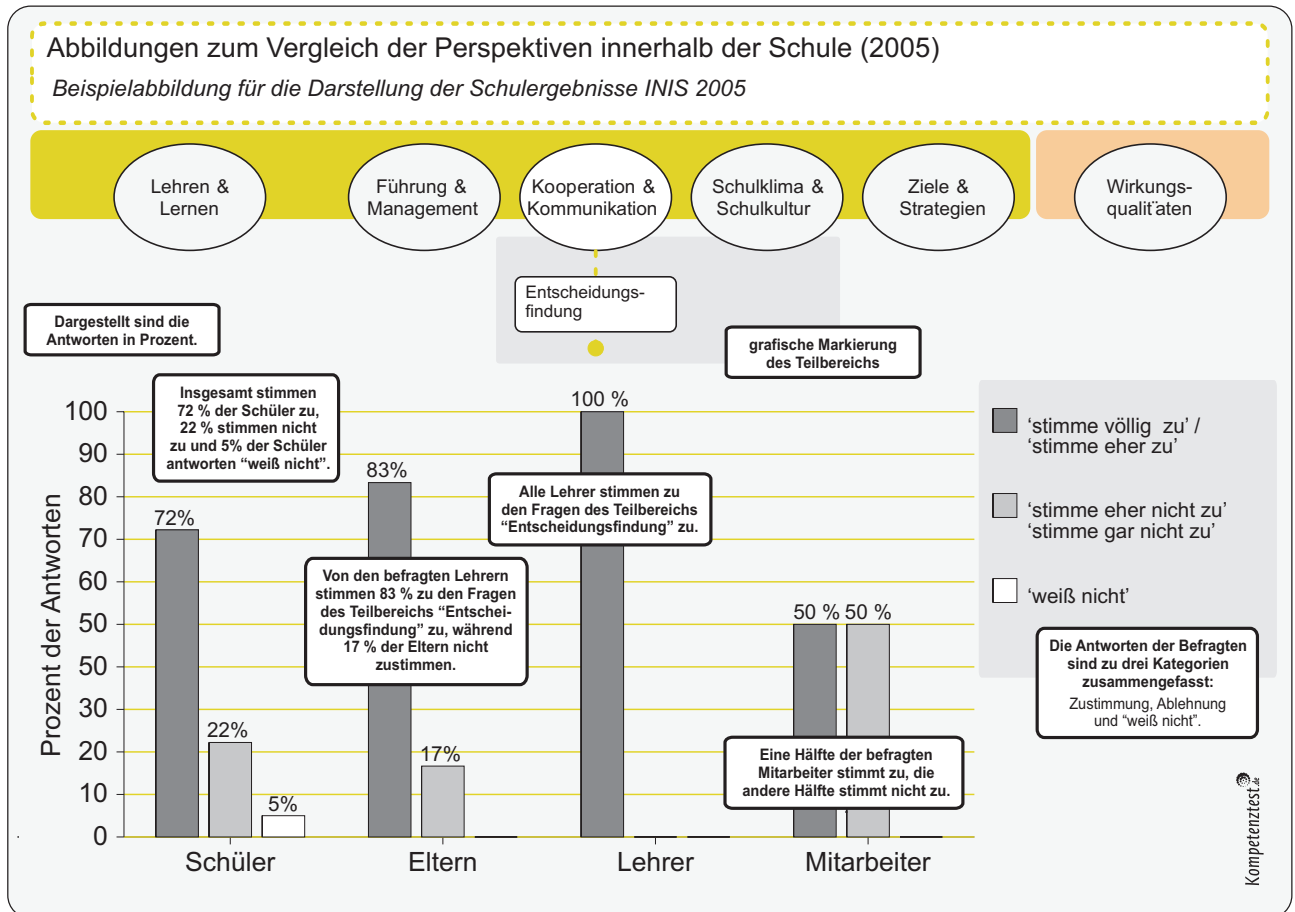 Abbildungen zum Vergleich der Perspektiven innerhalb der Schule (2005)
Beispielabbildung für die Darstellung der Schulergebnisse INIS 2005
Lehren &
Lernen
Führung &
Management
Kooperation &
Kommunikation
Schulklima &
Schulkultur
Ziele &
Strategien
Wirkungs-
qualitäten
Entscheidungs-
findung
Dargestellt sind die
Antworten in Prozent.
grafische Markierung
des Teilbereichs
Insgesamt stimmen
72 % der Schüler zu,
22 % stimmen nicht
zu und 5% der Schüler
antworten “weiß nicht”.
Alle Lehrer stimmen zu
den Fragen des Teilbereichs
“Entscheidungsfindung” zu.
Von den befragten Lehrern
stimmen 83 % zu den Fragen
des Teilbereichs “Entschei-
dungsfindung” zu, während
17 % der Eltern nicht
zustimmen.
Eine Hälfte der befragten
Mitarbeiter stimmt zu, die
andere Hälfte stimmt nicht zu.
Prozent der Antworten
100
90
80
70
60
50
50
30
20
10
0
72%
22%
5%
83%
17%
100 %
50 %
50 %
Schüler
Eltern
Lehrer
Mitarbeiter
‘stimme völlig zu’ /
‘stimme eher zu’
‘stimme eher nicht zu’
‘stimme gar nicht zu’
‘weiß nicht’
Die Antworten der Befragten
sind zu drei Kategorien
zusammengefasst:
Zustimmung, Ablehnung
und “weiß nicht”.
Kompetenztest.de